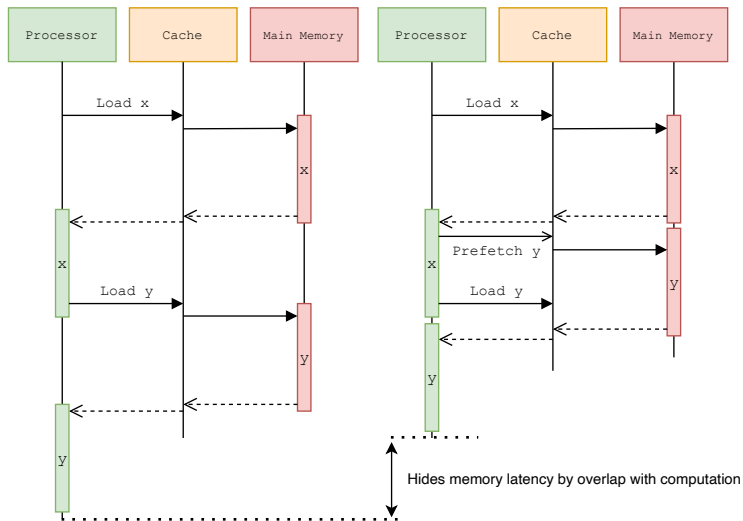 Processor
Cache
Main Memory
Load x
x
x
Load y
y
y
Processor
Cache
Main Memory
Load x
x
Prefetch y
x
y
Load y
y
Hides memory latency by overlap with computation